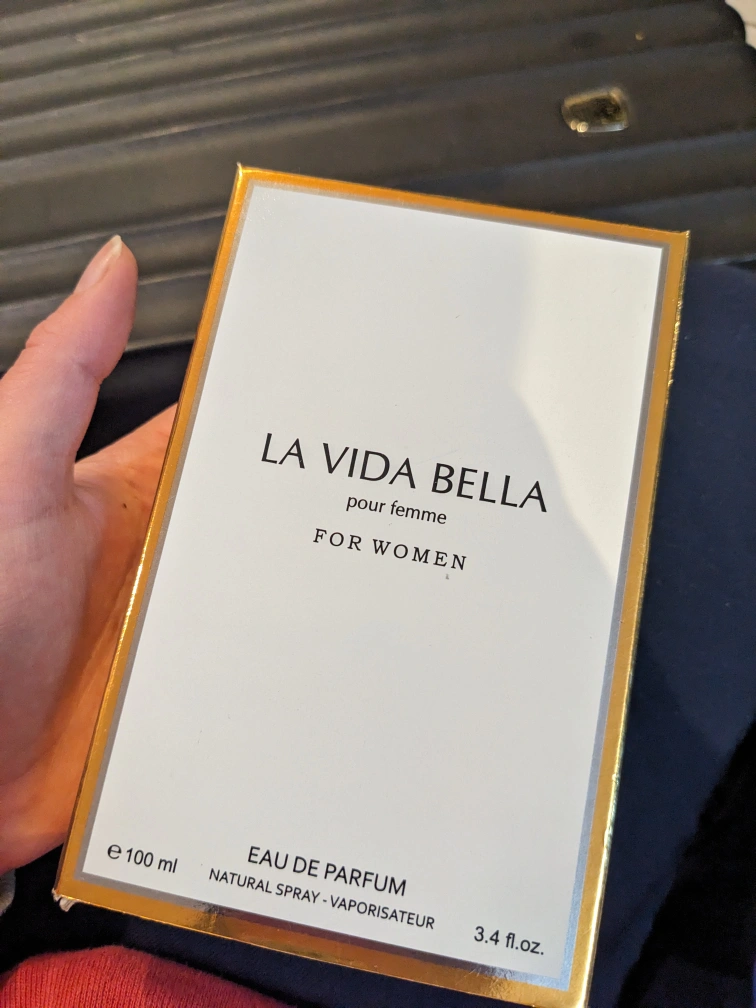 LA VIDA BELLA
pour femme
FOR WOMEN
℮ 100 ml
EAU DE PARFUM
NATURAL SPRAY - VAPORISATEUR
3.4 fl.oz.